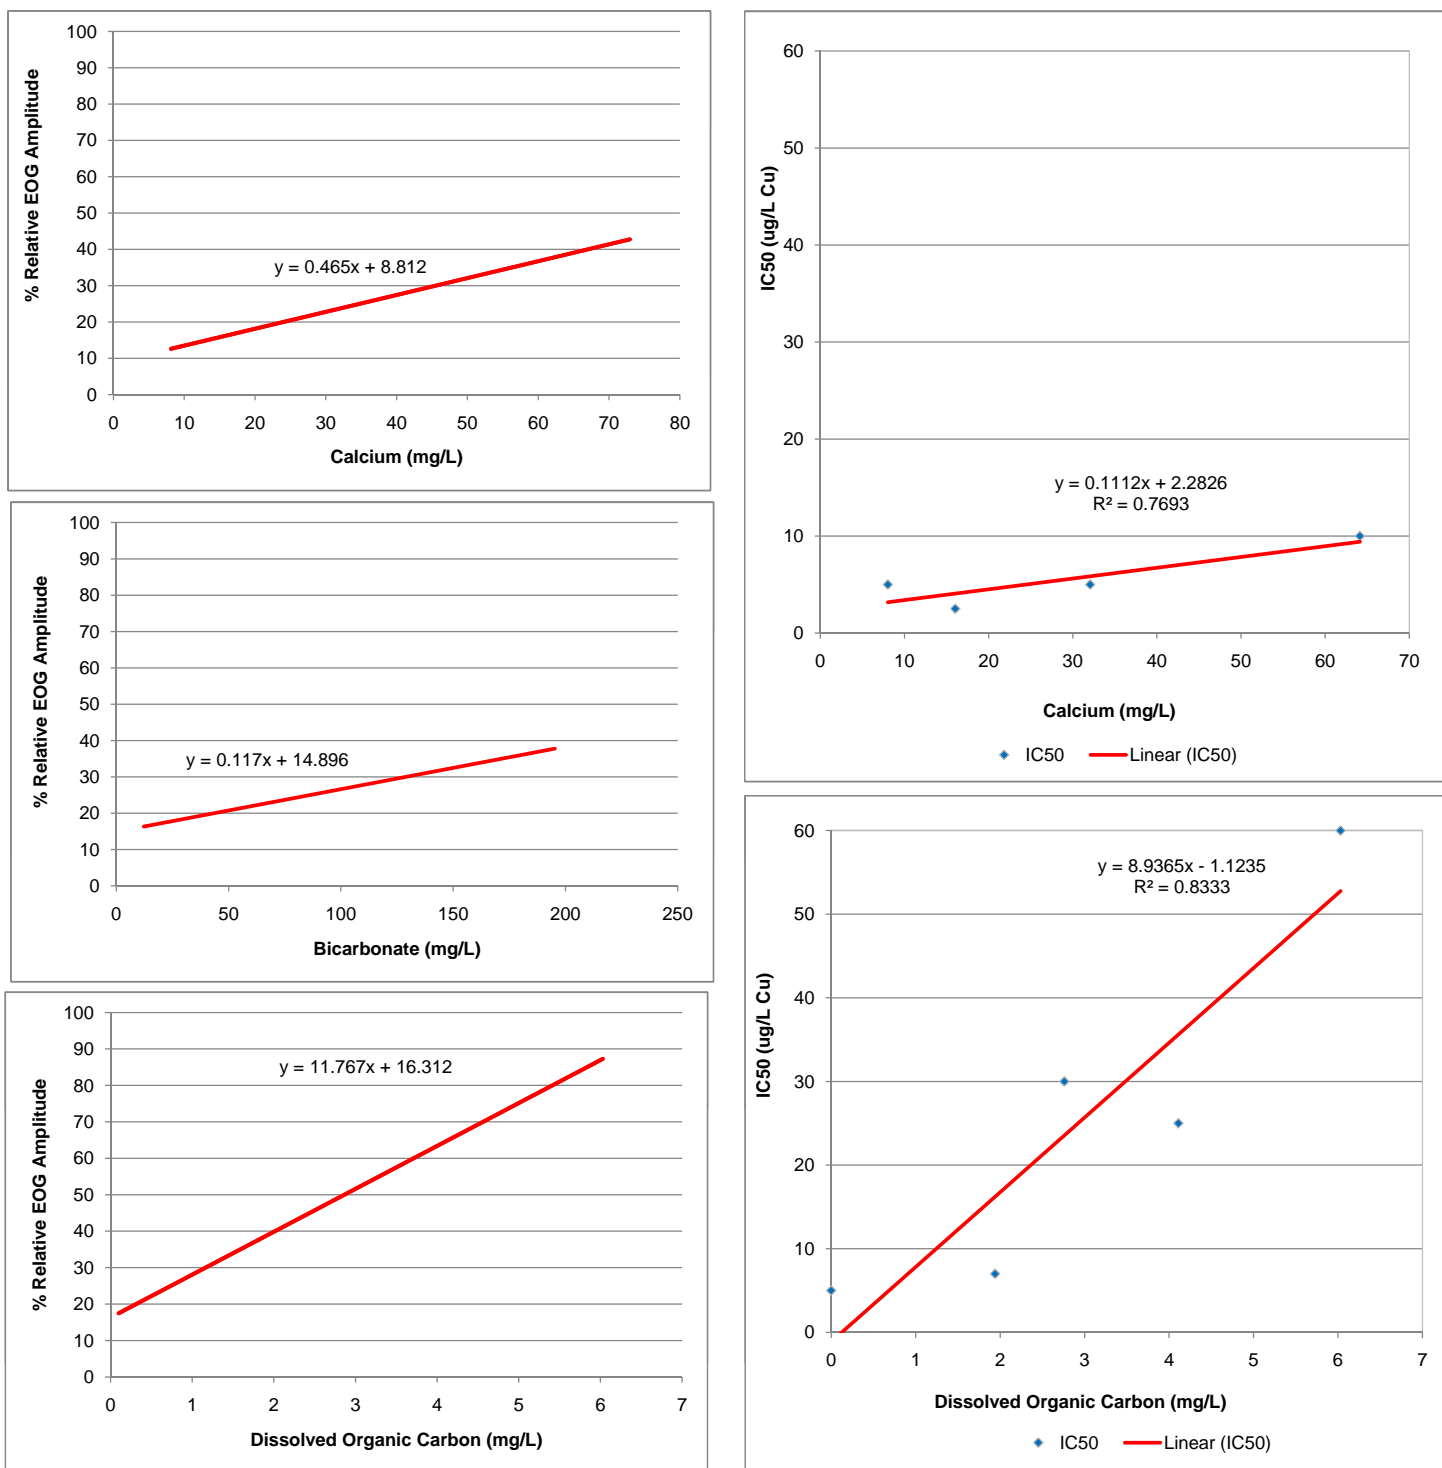 % Relative EOG Amplitude
100
90
80
70
60
50
40
30
20
10
0
y = 0.465x + 8.812
0 10 20 30 40 50 60 70 80
Calcium (mg/L)
% Relative EOG Amplitude
100
90
80
70
60
50
40
30
20
10
0
y = 0.117x + 14.896
0 50 100 150 200 250
Bicarbonate (mg/L)
% Relative EOG Amplitude
100
90
80
70
60
50
40
30
20
10
0
y = 11.767x + 16.312
0 1 2 3 4 5 6 7
Dissolved Organic Carbon (mg/L)
IC50 (ug/L Cu)
60
50
40
30
20
10
0
y = 0.1112x + 2.2826
R² = 0.7693
0 10 20 30 40 50 60 70
Calcium (mg/L)
IC50 Linear (IC50)
IC50 (ug/L Cu)
60
50
40
30
20
10
0
y = 8.9365x - 1.1235
R² = 0.8333
0 1 2 3 4 5 6 7
Dissolved Organic Carbon (mg/L)
IC50 Linear (IC50)